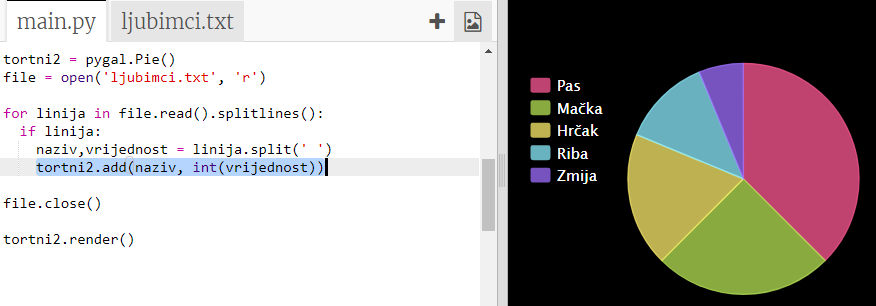 main.py ljubimci.txt +
tortni2 = pygal.Pie()
file = open('ljubimci.txt', 'r')
for linija in file.read().splitlines():
  if linija:
    naziv,vrijednost = linija.split(' ')
    tortni2.add(naziv, int(vrijednost))
file.close()
tortni2.render()
Pas
Mačka
Hrčak
Riba
Zmija